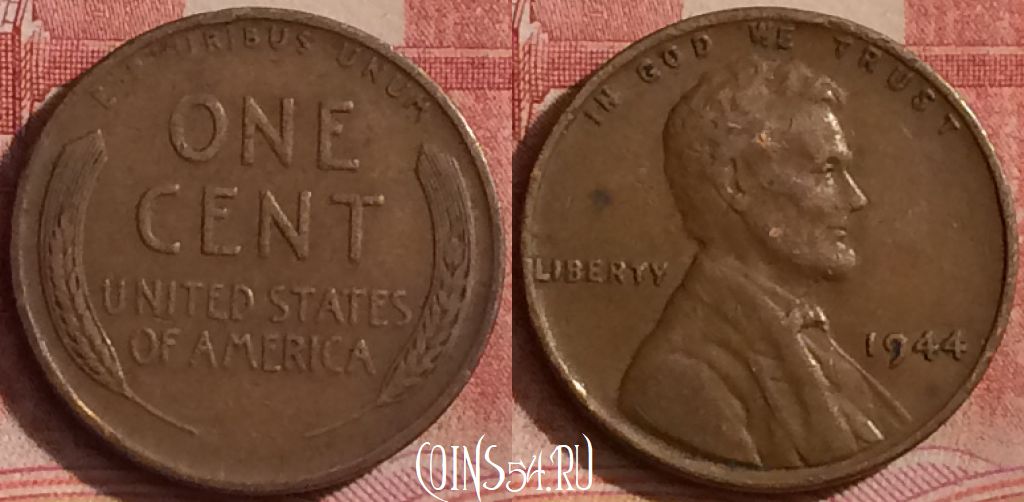 E PLURIBUS UNUM
ONE
CENT
UNITED STATES
OF AMERICA
IN GOD WE TRUST
LIBERTY
1944
COINS54.RU